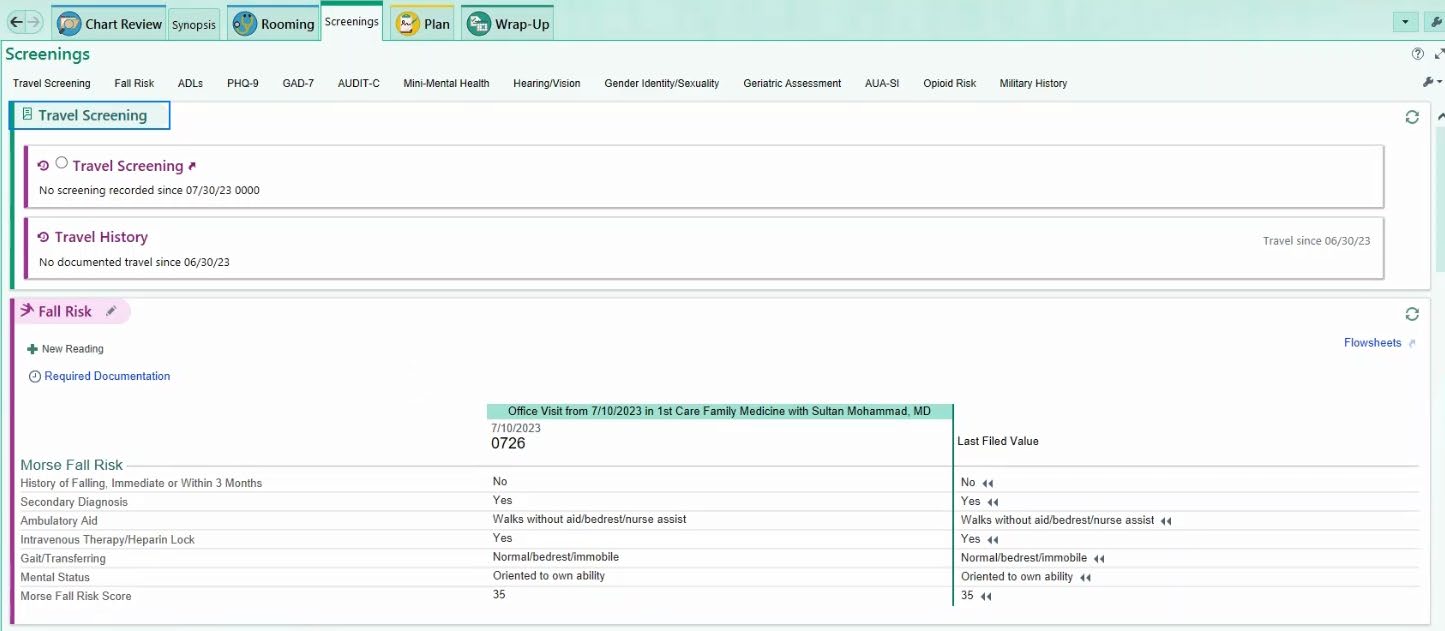 Chart Review Synopsis Rooming Screenings Plan Wrap-Up
Screenings
Travel Screening Fall Risk ADLs PHQ-9 GAD-7 AUDIT-C Mini-Mental Health Hearing/Vision Gender Identity/Sexuality Geriatric Assessment AUA-SI Opioid Risk Military History
Travel Screening
Travel Screening
No screening recorded since 07/30/23 0000
Travel History
Travel since 06/30/23
No documented travel since 06/30/23
Fall Risk
New Reading
Flowsheets
Required Documentation
Office Visit from 7/10/2023 in 1st Care Family Medicine with Sultan Mohammad, MD
7/10/2023
0726
Last Filed Value
Morse Fall Risk
History of Falling, Immediate or Within 3 Months No No
Secondary Diagnosis Yes Yes
Ambulatory Aid Walks without aid/bedrest/nurse assist Walks without aid/bedrest/nurse assist
Intravenous Therapy/Heparin Lock Yes Yes
Gait/Transferring Normal/bedrest/immobile Normal/bedrest/immobile
Mental Status Oriented to own ability Oriented to own ability
Morse Fall Risk Score 35 35